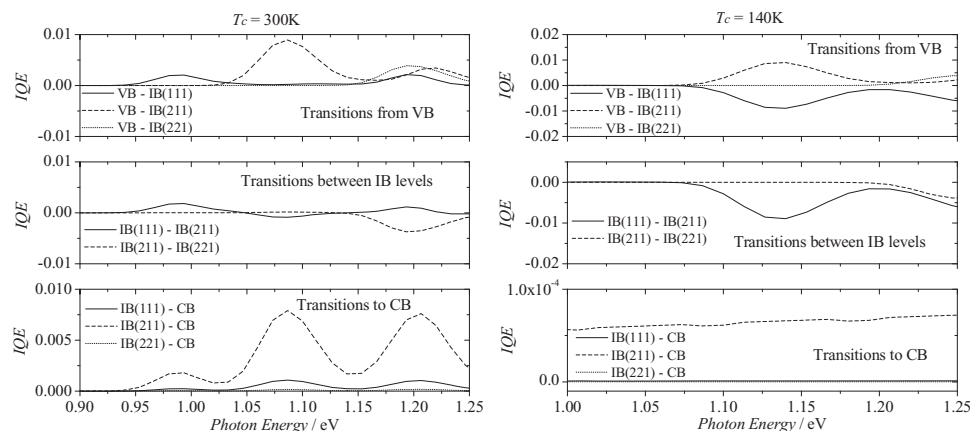 T_c = 300K
0.01
0.00
-0.01
IQE
VB - IB(111)
VB - IB(211)
VB - IB(221)
Transitions from VB
0.01
0.00
-0.01
IQE
Transitions between IB levels
IB(111) - IB(211)
IB(211) - IB(221)
0.010
0.005
0.000
IQE
IB(111) - CB
IB(211) - CB
IB(221) - CB
Transitions to CB
0.90 0.95 1.00 1.05 1.10 1.15 1.20 1.25
Photon Energy / eV
T_c = 140K
0.02
0.01
0.00
-0.01
-0.02
IQE
Transitions from VB
VB - IB(111)
VB - IB(211)
VB - IB(221)
0.00
-0.01
-0.02
IQE
IB(111) - IB(211)
IB(211) - IB(221)
Transitions between IB levels
1.0x10⁻⁴
0.0
IQE
IB(111) - CB
IB(211) - CB
IB(221) - CB
Transitions to CB
1.00 1.05 1.10 1.15 1.20 1.25
Photon Energy / eV